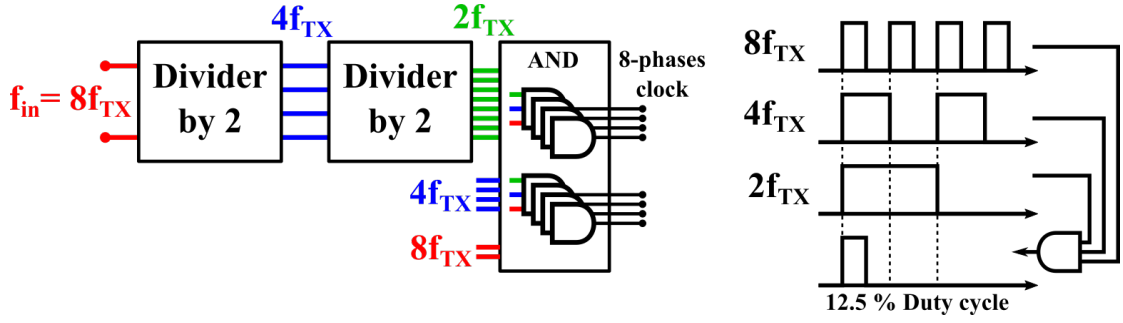 4fTX
2fTX
fin= 8fTX
Divider
by 2
Divider
by 2
AND
8-phases
clock
4fTX
8fTX
8fTX
4fTX
2fTX
12.5 % Duty cycle